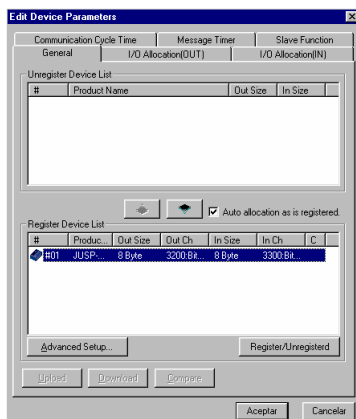 Edit Device Parameters
Communication Cycle Time Message Timer Slave Function
General I/O Allocation(OUT) I/O Allocation(IN)
Unregister Device List
# Product Name Out Size In Size
Auto allocation as is registered.
Register Device List
# Produc... Out Size Out Ch In Size In Ch C
#01 JUSP-... 8 Byte 3200:Bit... 8 Byte 3300:Bit...
Advanced Setup... Register/Unregisterd
Upload Download Compare
Aceptar Cancelar